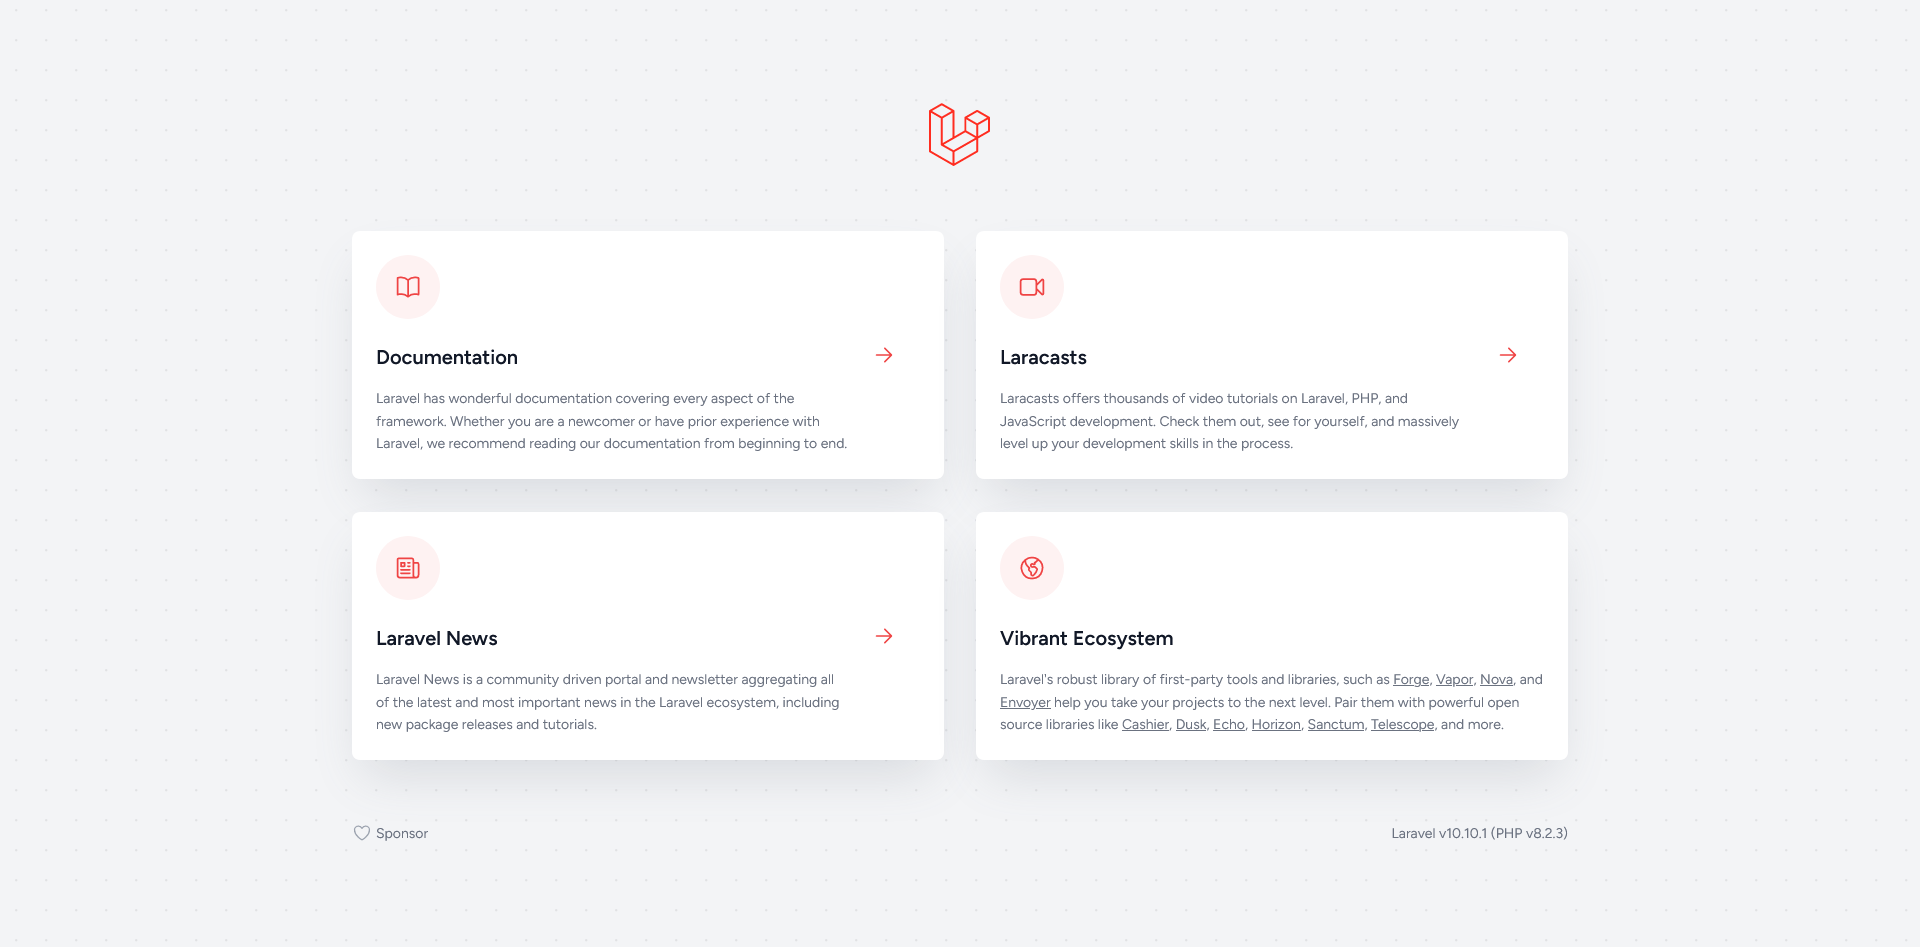 Documentation
Laravel has wonderful documentation covering every aspect of the
framework. Whether you are a newcomer or have prior experience with
Laravel, we recommend reading our documentation from beginning to end.
Laracasts
Laracasts offers thousands of video tutorials on Laravel, PHP, and
JavaScript development. Check them out, see for yourself, and massively
level up your development skills in the process.
Laravel News
Laravel News is a community driven portal and newsletter aggregating all
of the latest and most important news in the Laravel ecosystem, including
new package releases and tutorials.
Vibrant Ecosystem
Laravel's robust library of first-party tools and libraries, such as Forge, Vapor, Nova, and
Envoyer help you take your projects to the next level. Pair them with powerful open
source libraries like Cashier, Dusk, Echo, Horizon, Sanctum, Telescope, and more.
Sponsor
Laravel v10.10.1 (PHP v8.2.3)